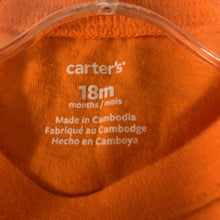 carter's®
18m
months/mois
Made in Cambodia
Fabriqué au Cambodge
Hecho en Camboya